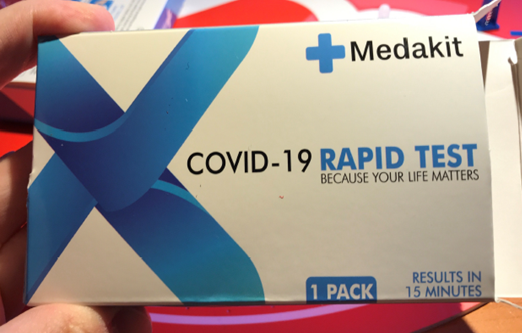 Medakit
COVID-19 RAPID TEST
BECAUSE YOUR LIFE MATTERS
1 PACK
RESULTS IN
15 MINUTES